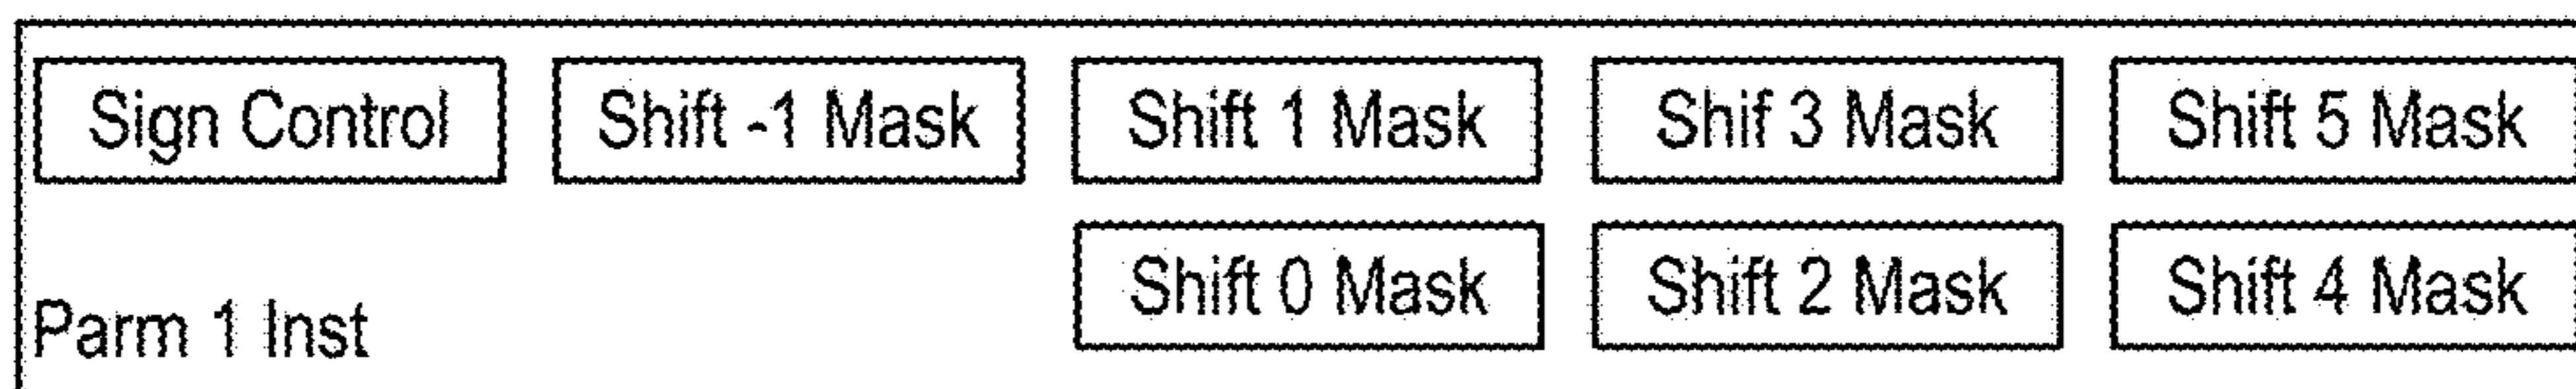 Sign Control Shift -1 Mask Shift 1 Mask Shif 3 Mask Shift 5 Mask
Shift 0 Mask Shift 2 Mask Shift 4 Mask
Parm 1 Inst